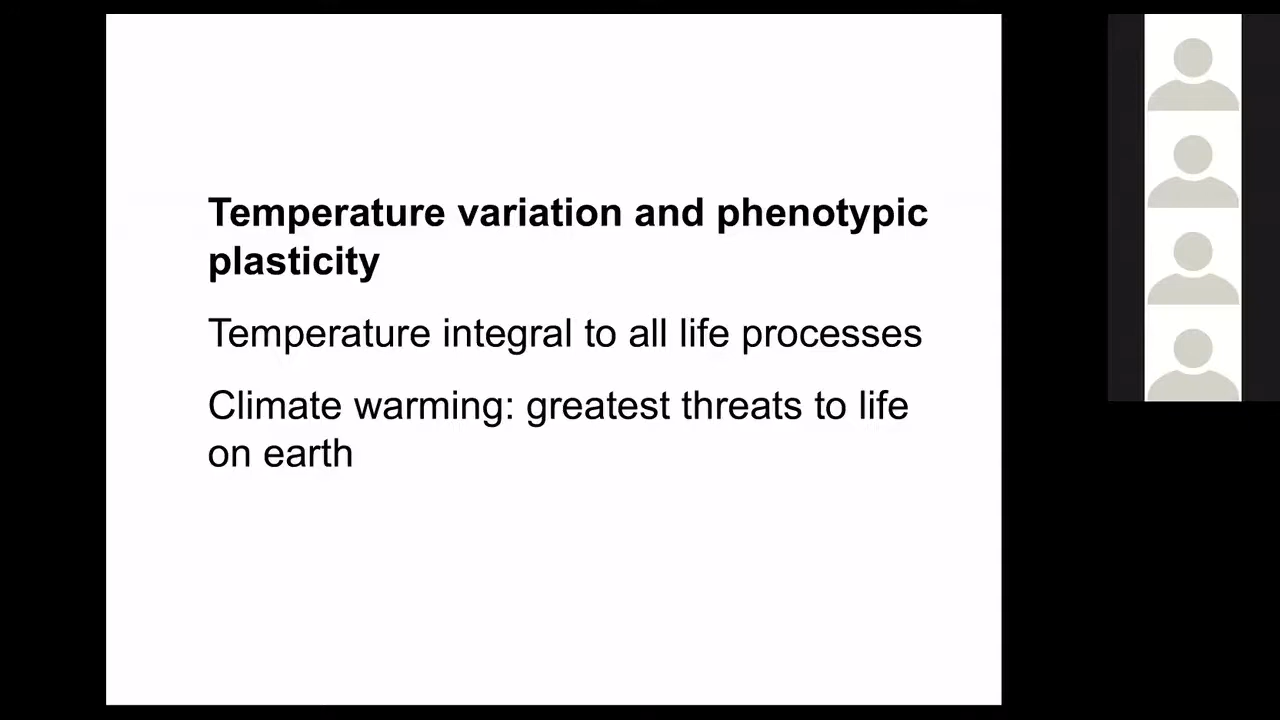 Temperature variation and phenotypic
plasticity
Temperature integral to all life processes
Climate warming: greatest threats to life
on earth